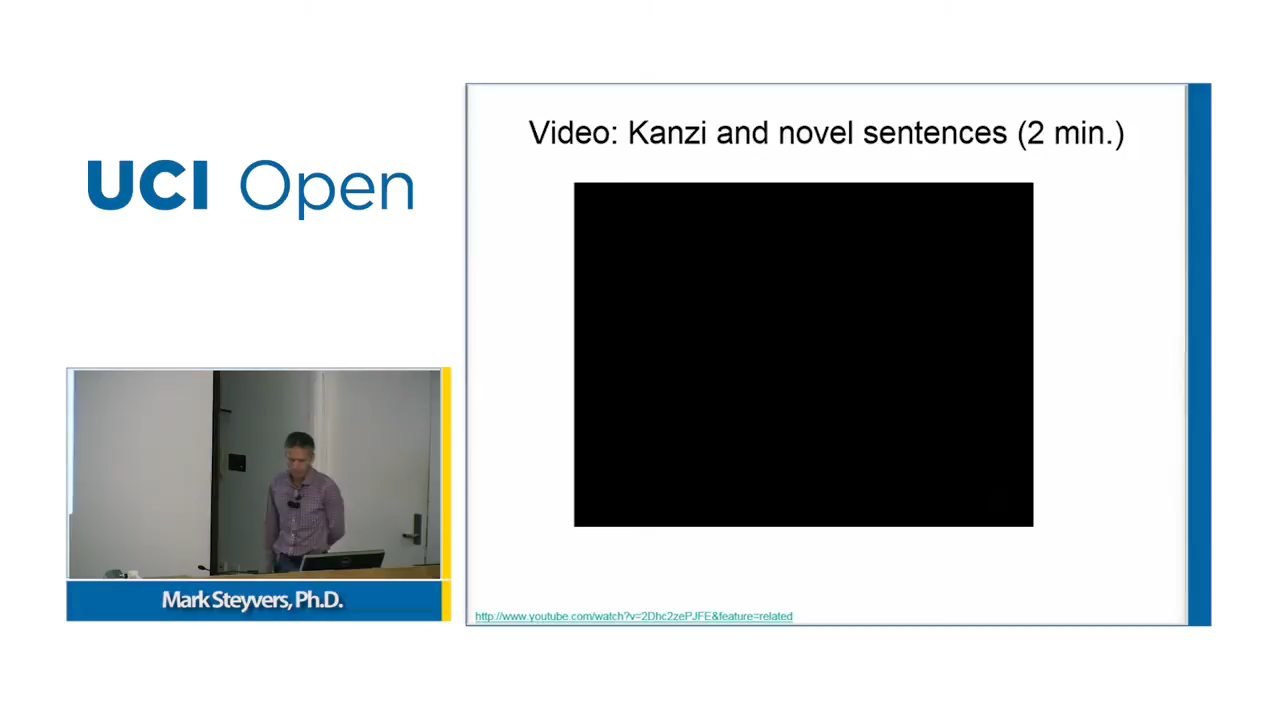 UCI Open
Video: Kanzi and novel sentences (2 min.)
Mark Steyvers, Ph.D.
http://www.youtube.com/watch?v=2Dhc2zePJFE&feature=related